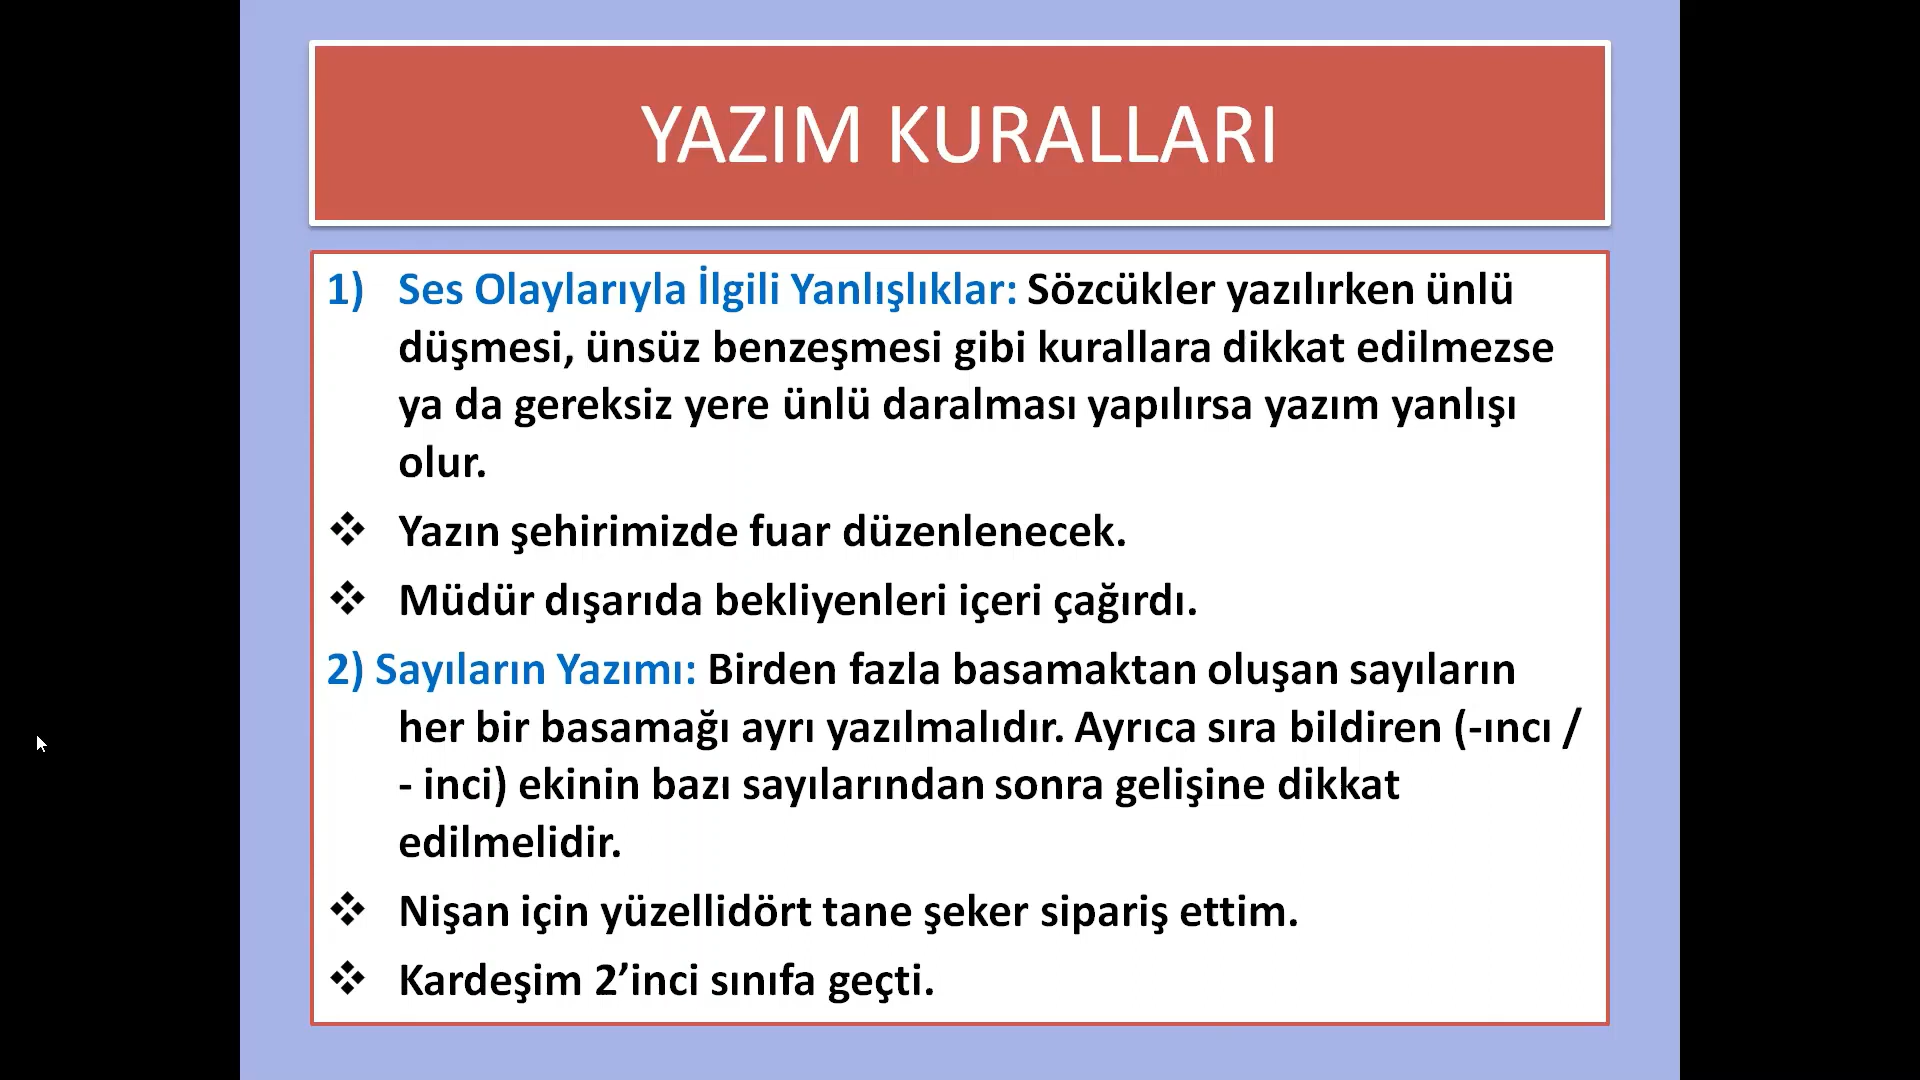 YAZIM KURALLARI
1) Ses Olaylarıyla İlgili Yanlışlıklar: Sözcükler yazılırken ünlü
düşmesi, ünsüz benzeşmesi gibi kurallara dikkat edilmezse
ya da gereksiz yere ünlü daralması yapılırsa yazım yanlışı
olur.
❖ Yazın şehirimizde fuar düzenlenecek.
❖ Müdür dışarıda bekliyenleri içeri çağırdı.
2) Sayıların Yazımı: Birden fazla basamaktan oluşan sayıların
her bir basamağı ayrı yazılmalıdır. Ayrıca sıra bildiren (-ıncı /
- inci) ekinin bazı sayılarından sonra gelişine dikkat
edilmelidir.
❖ Nişan için yüzellidört tane şeker sipariş ettim.
❖ Kardeşim 2’inci sınıfa geçti.